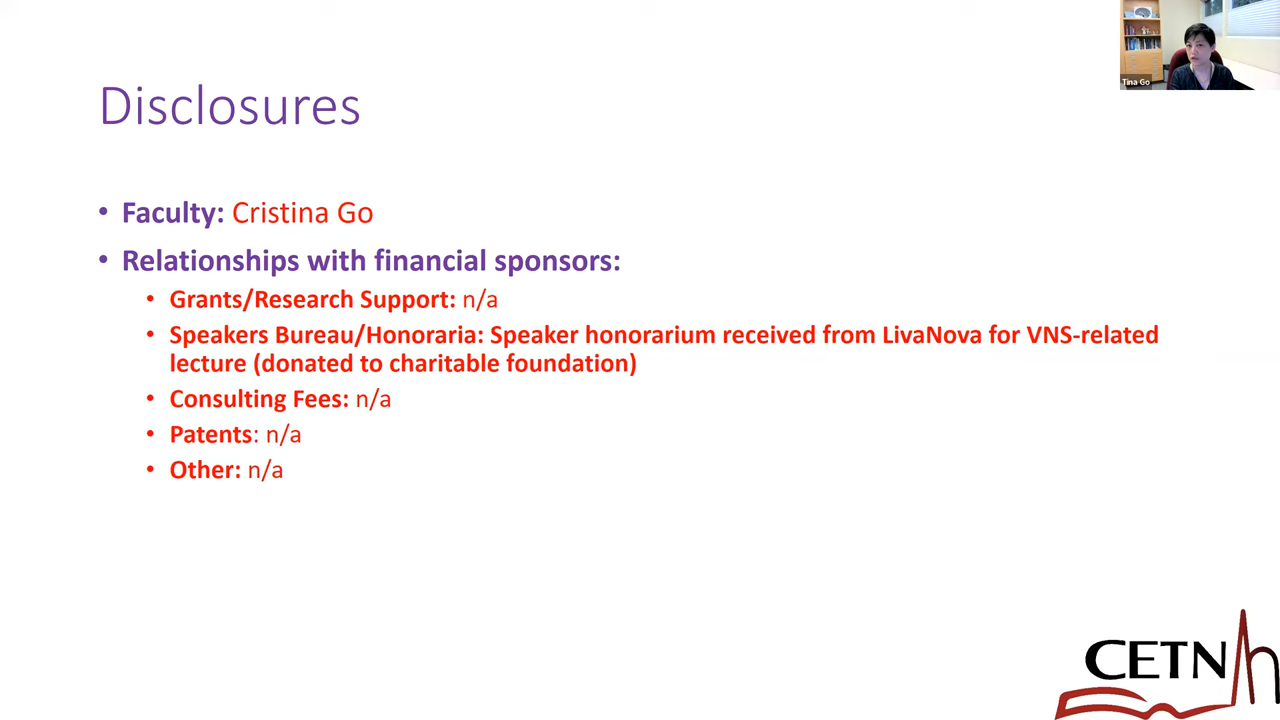 Tina Go
Disclosures
• Faculty: Cristina Go
• Relationships with financial sponsors:
• Grants/Research Support: n/a
• Speakers Bureau/Honoraria: Speaker honorarium received from LivaNova for VNS-related
lecture (donated to charitable foundation)
• Consulting Fees: n/a
• Patents: n/a
• Other: n/a
CETN